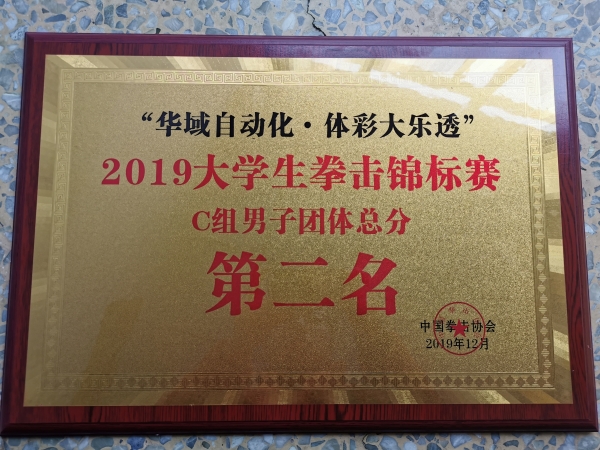 “华域自动化·体彩大乐透”
2019大学生拳击锦标赛
C组男子团体总分
第二名
中国拳击协会
2019年12月